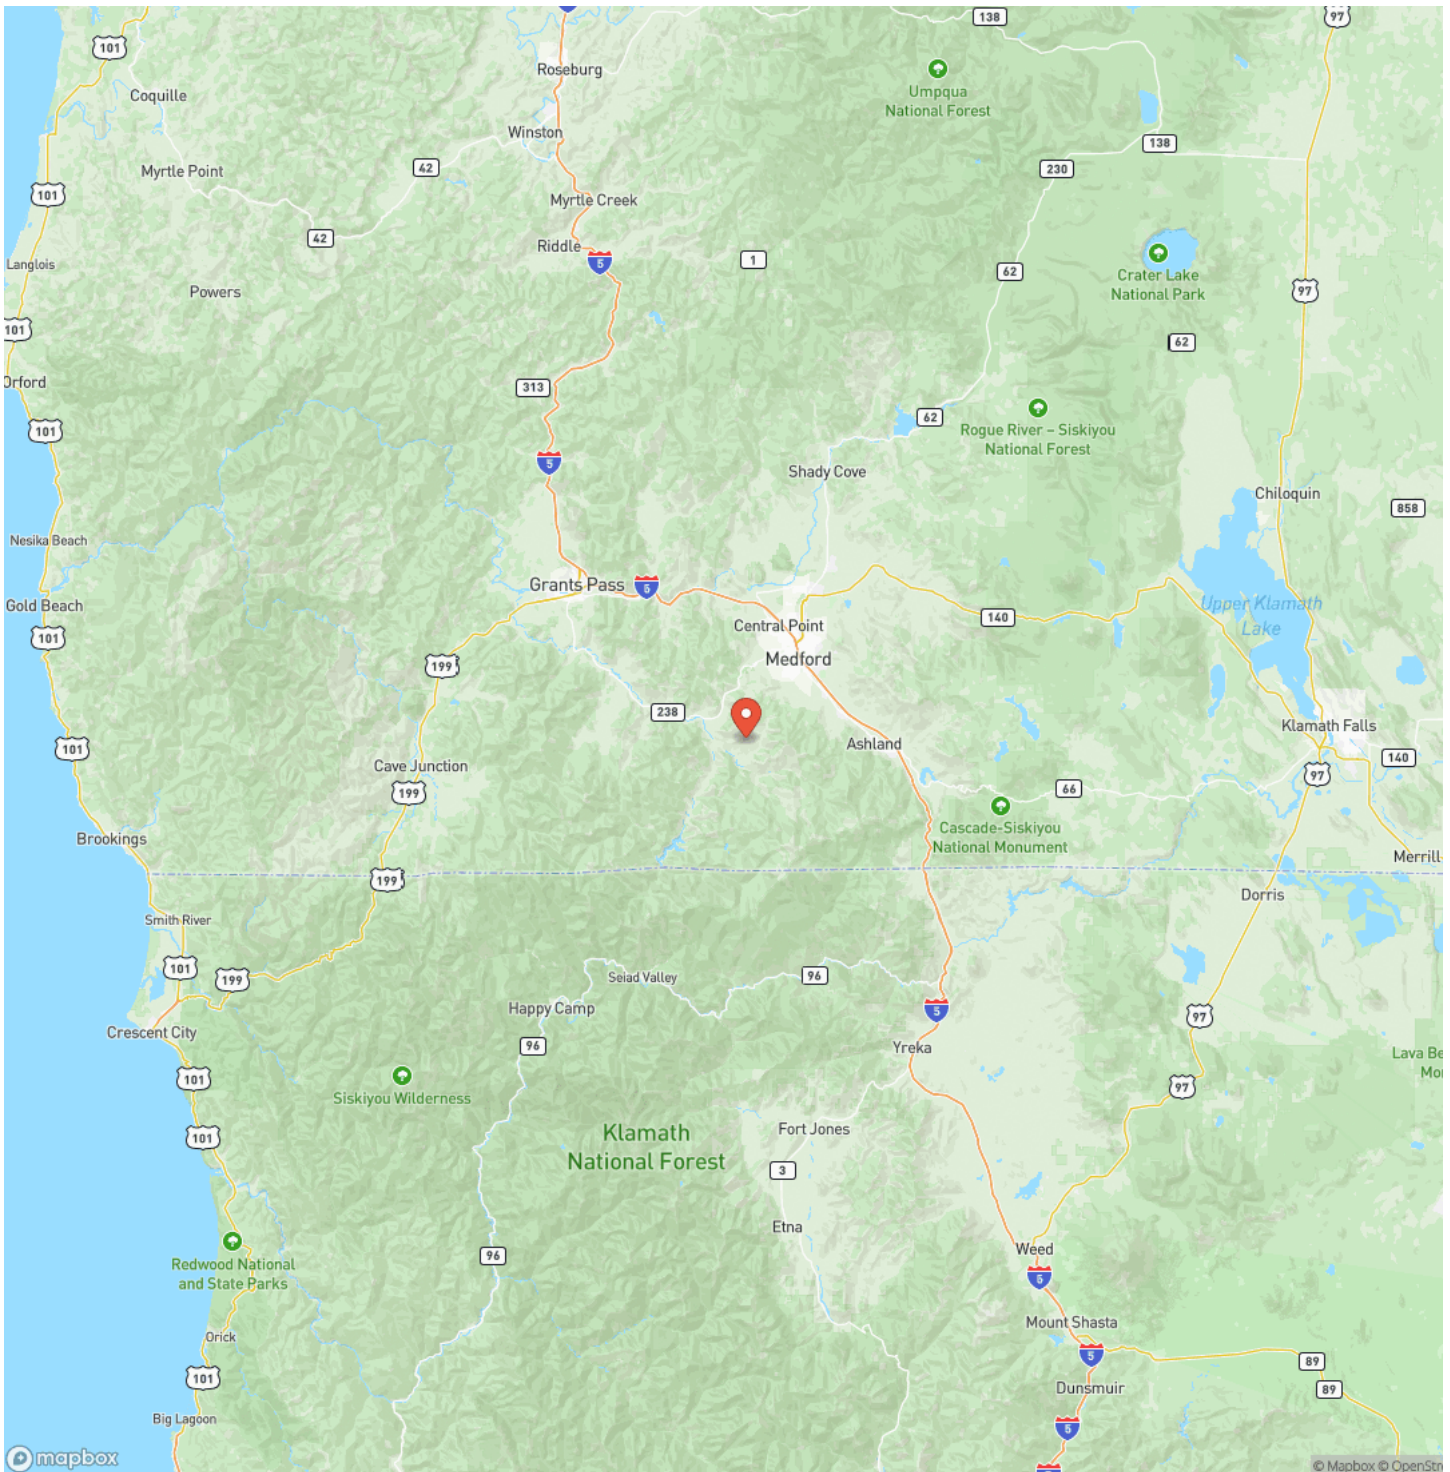 138
97
101
Roseburg
Umpqua
National Forest
Coquille
Winston
138
42
230
Myrtle Point
101
Myrtle Creek
42
Riddle
5
1
Langlois
62
Crater Lake
National Park
Powers
97
101
62
Orford
313
62
101
Rogue River – Siskiyou
National Forest
5
Shady Cove
Chiloquin
858
Nesika Beach
Grants Pass
5
Gold Beach
Upper Klamath
Lake
140
101
Central Point
Medford
199
238
Klamath Falls
101
Ashland
140
Cave Junction
97
199
66
Cascade-Siskiyou
National Monument
Brookings
Merrill
199
Dorris
Smith River
101
199
Seiad Valley
96
Happy Camp
5
97
Crescent City
96
Yreka
Lava Be
Mo
101
97
Siskiyou Wilderness
Klamath
National Forest
Fort Jones
101
3
Etna
96
Weed
Redwood National
and State Parks
5
Mount Shasta
Orick
5
89
101
Dunsmuir
89
Big Lagoon
5
mapbox
5
© Mapbox © OpenStr